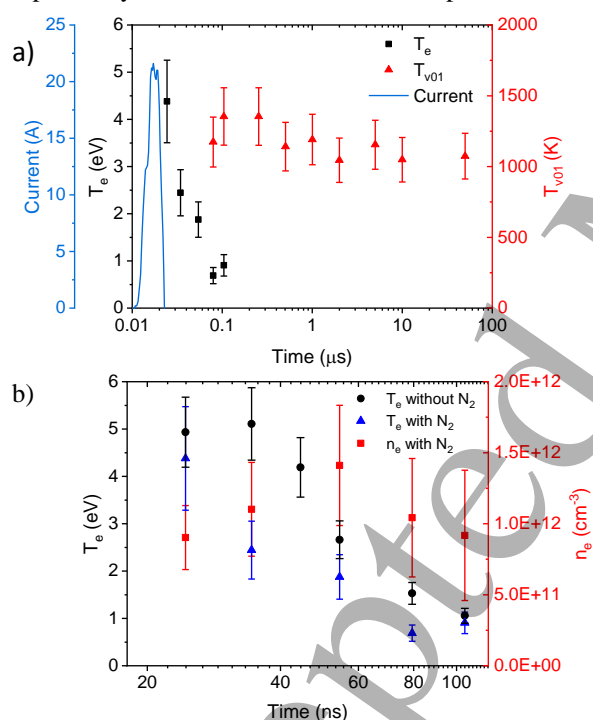 a)
25
20
15
10
5
0
Current (A)
6
5
4
3
2
1
0
T_e (eV)
T_e
T_v01
Current
2000
1500
1000
500
0
T_v01 (K)
0.01 0.1 1 10 100
Time (μs)
b)
6
5
4
3
2
1
0
T_e (eV)
T_e without N_2
T_e with N_2
n_e with N_2
2.0E+12
1.5E+12
1.0E+12
5.0E+11
0.0E+00
n_e (cm^-3)
20 40 60 80 100
Time (ns)